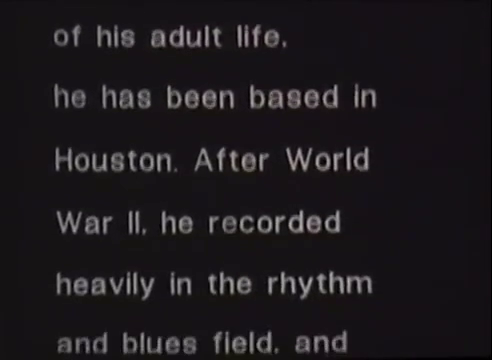 of his adult life,
he has been based in
Houston. After World
War II, he recorded
heavily in the rhythm
and blues field, and